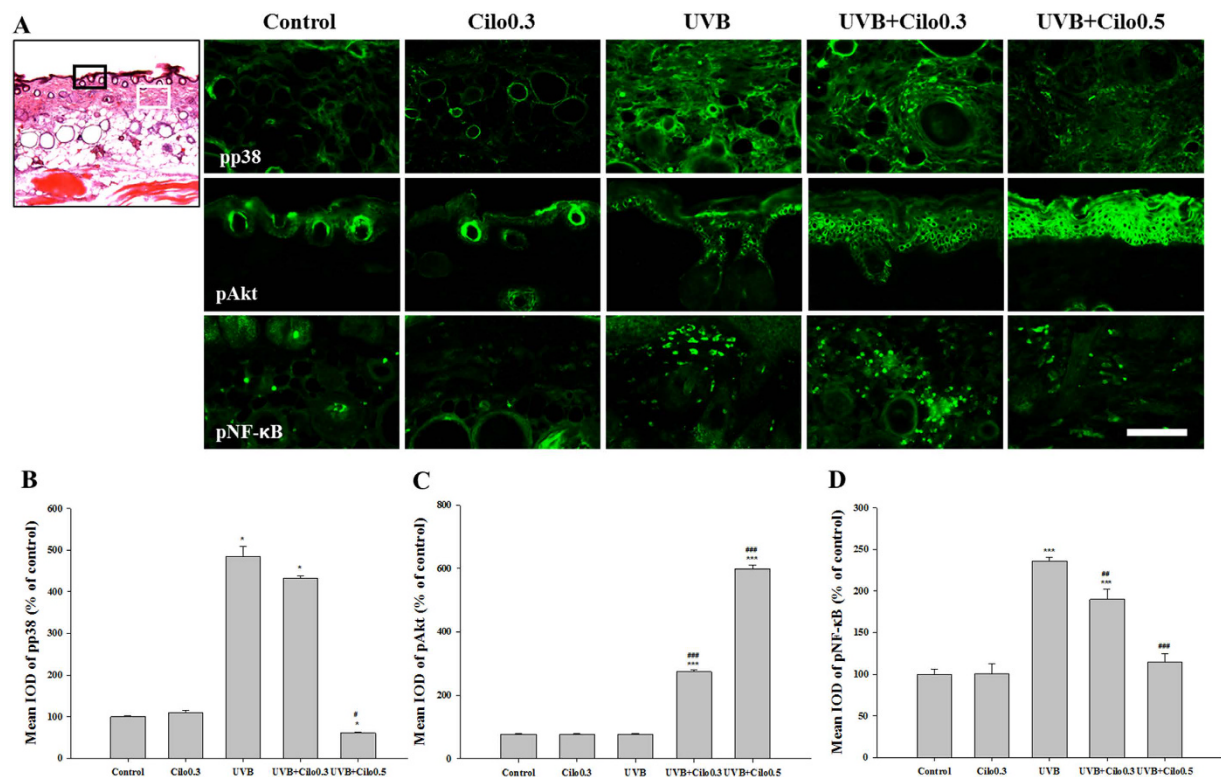 A
Control Cilo0.3 UVB UVB+Cilo0.3 UVB+Cilo0.5
pp38
pAkt
pNF-κB
B
Mean IOD of pp38 (% of control)
600
500
400
300
200
100
0
*
*
#
*
Control Cilo0.3 UVB UVB+Cilo0.3 UVB+Cilo0.5
C
Mean IOD of pAkt (% of control)
800
600
400
200
0
###
***
###
***
Control Cilo0.3 UVB UVB+Cilo0.3 UVB+Cilo0.5
D
Mean IOD of pNF-κB (% of control)
300
250
200
150
100
50
0
***
##
***
###
Control Cilo0.3 UVB UVB+Cilo0.3 UVB+Cilo0.5